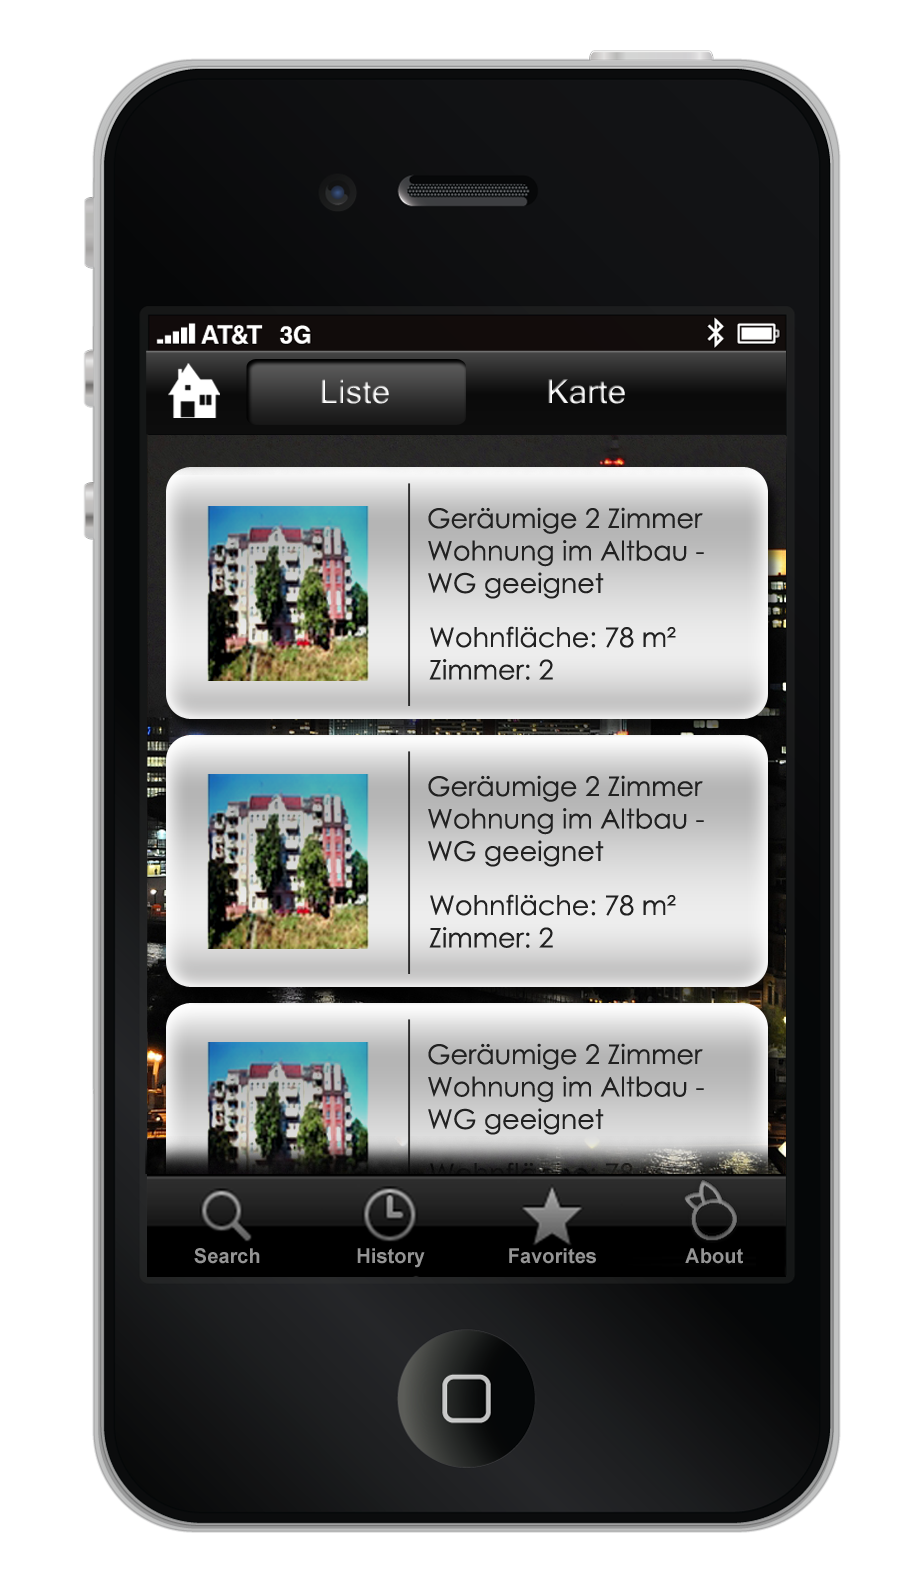 AT&T 3G
Liste Karte
Geräumige 2 Zimmer
Wohnung im Altbau -
WG geeignet
Wohnfläche: 78 m²
Zimmer: 2
Geräumige 2 Zimmer
Wohnung im Altbau -
WG geeignet
Wohnfläche: 78 m²
Zimmer: 2
Geräumige 2 Zimmer
Wohnung im Altbau -
WG geeignet
Search History Favorites About